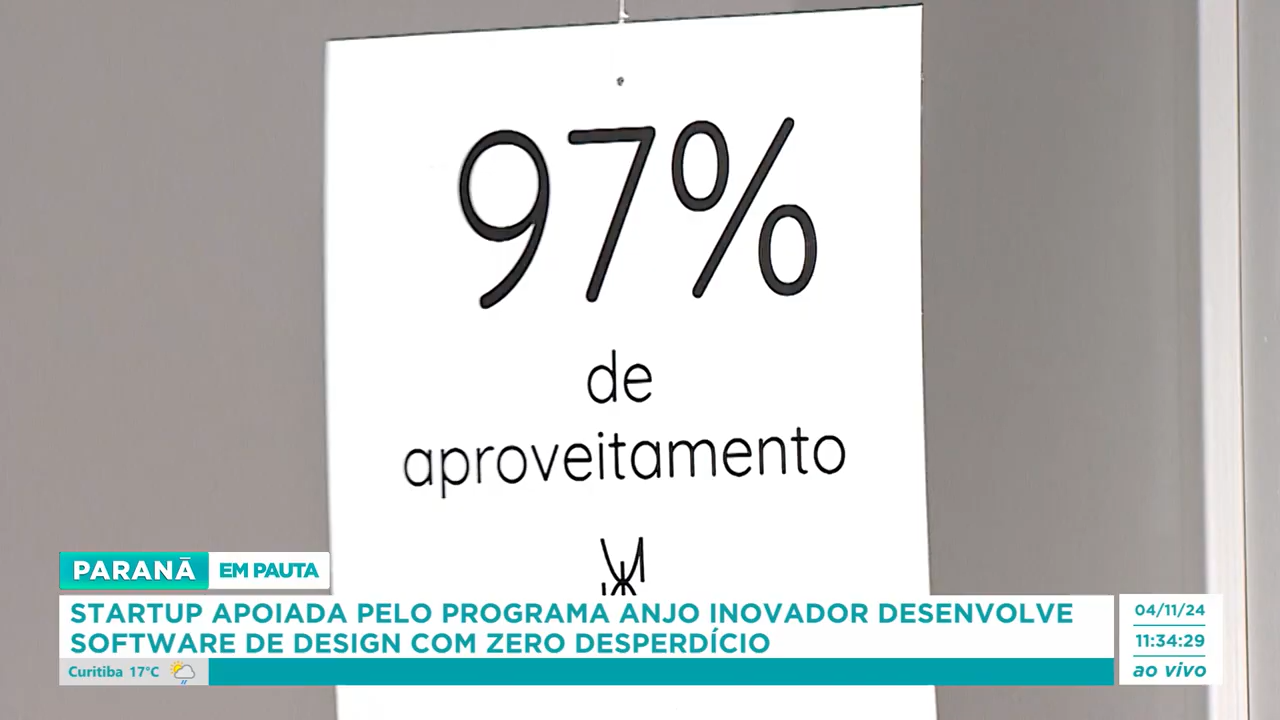 97%
de
aproveitamento
PARANÁ EM PAUTA
STARTUP APOIADA PELO PROGRAMA ANJO INOVADOR DESENVOLVE
SOFTWARE DE DESIGN COM ZERO DESPERDÍCIO
Curitiba 17°C
04/11/24
11:34:29
ao vivo